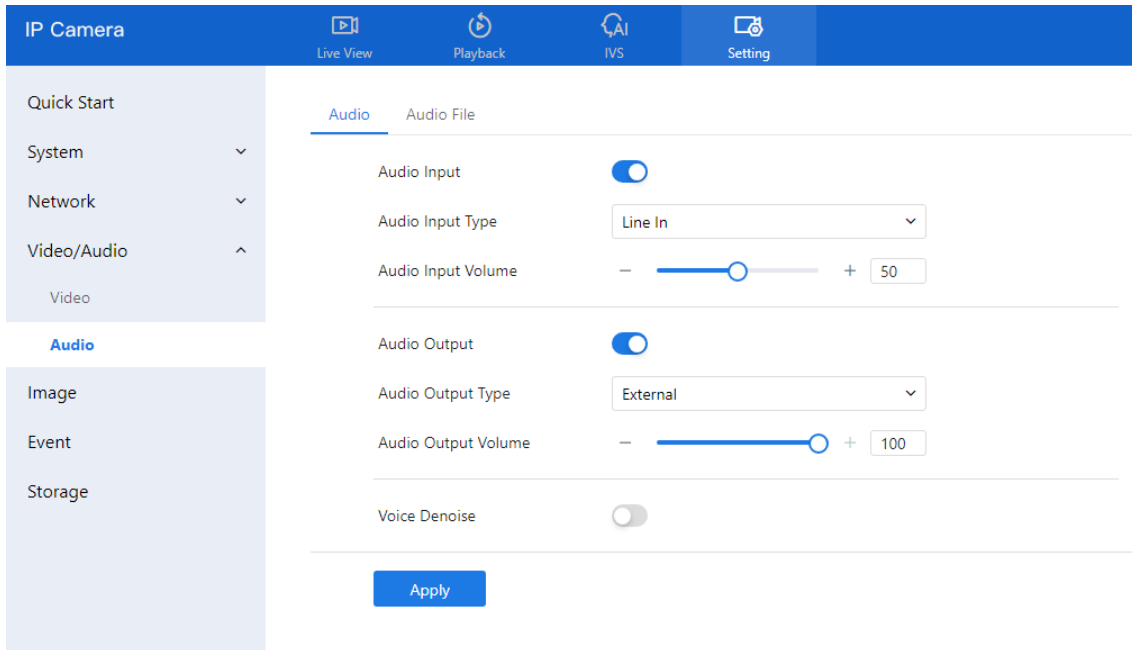 IP Camera
Live View
Playback
AI
IVS
Setting
Quick Start
System
Network
Video/Audio
Video
Audio
Image
Event
Storage
Audio Audio File
Audio Input
Audio Input Type Line In
Audio Input Volume − + 50
Audio Output
Audio Output Type External
Audio Output Volume − + 100
Voice Denoise
Apply